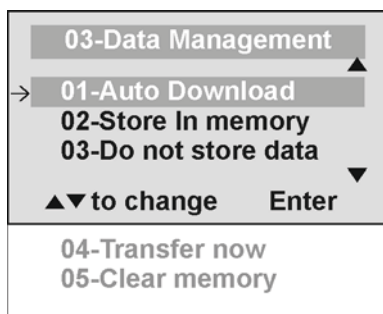 03-Data Management
▲
→ 01-Auto Download
02-Store In memory
03-Do not store data
▼
▲▼ to change Enter
04-Transfer now
05-Clear memory